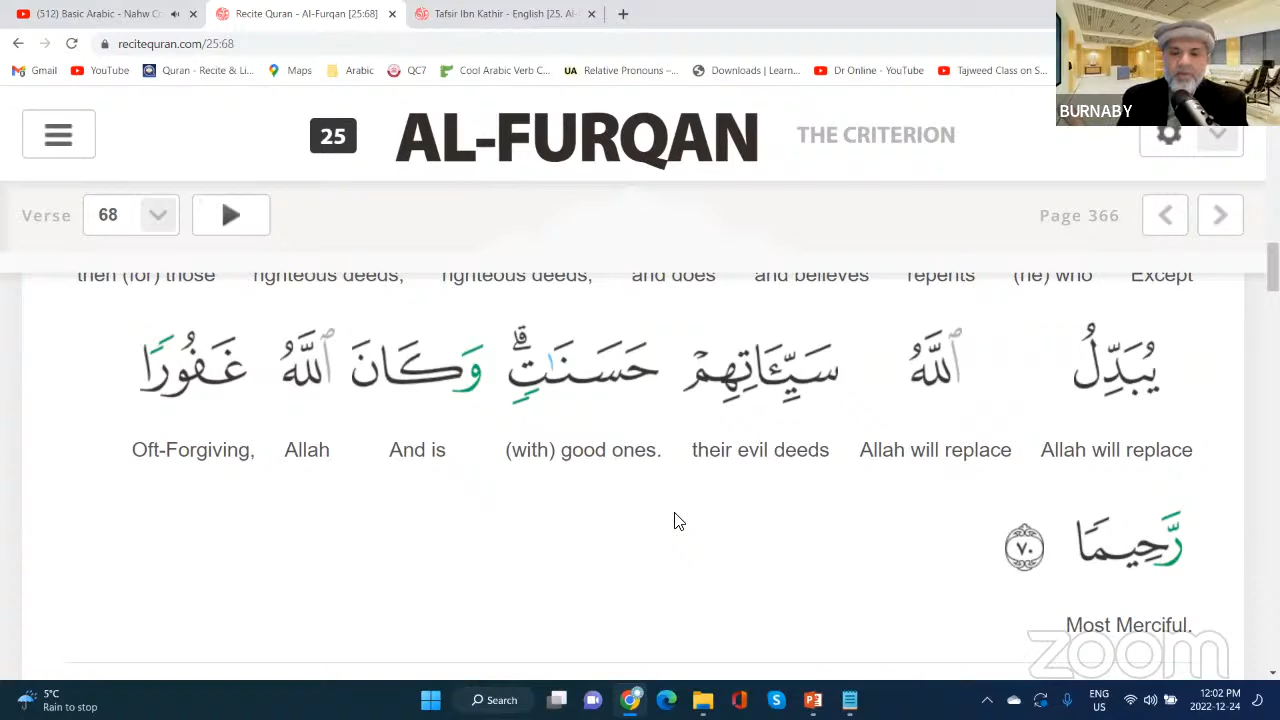 (512) Basic Arabic - Nahw Co
Recite Quran - Al-Furqan [25:68]
Tafsir Ibn Kathir - English [25. Al-
recitequran.com/25:68
Gmail YouTube Quran - Recite & Li... Maps Arabic QCT Cool Arabic Verb C... UA Relative Pronouns –... Downloads | Learn... Dr Online - YouTube Tajweed Class on S
BURNABY
25 AL-FURQAN THE CRITERION
Verse 68 Page 366
then (for) those righteous deeds, righteous deeds, and does and believes repents (he) who Except
يُبَدِّلُ ٱللَّهُ سَيِّـَٔاتِهِمْ حَسَنَـٰتٍ ۗ وَكَانَ ٱللَّهُ غَفُورًا
Oft-Forgiving, Allah And is (with) good ones. their evil deeds Allah will replace Allah will replace
رَّحِيمًا ٧٠
Most Merciful.
zoom
5°C
Rain to stop
Search
ENG
US
12:02 PM
2022-12-24